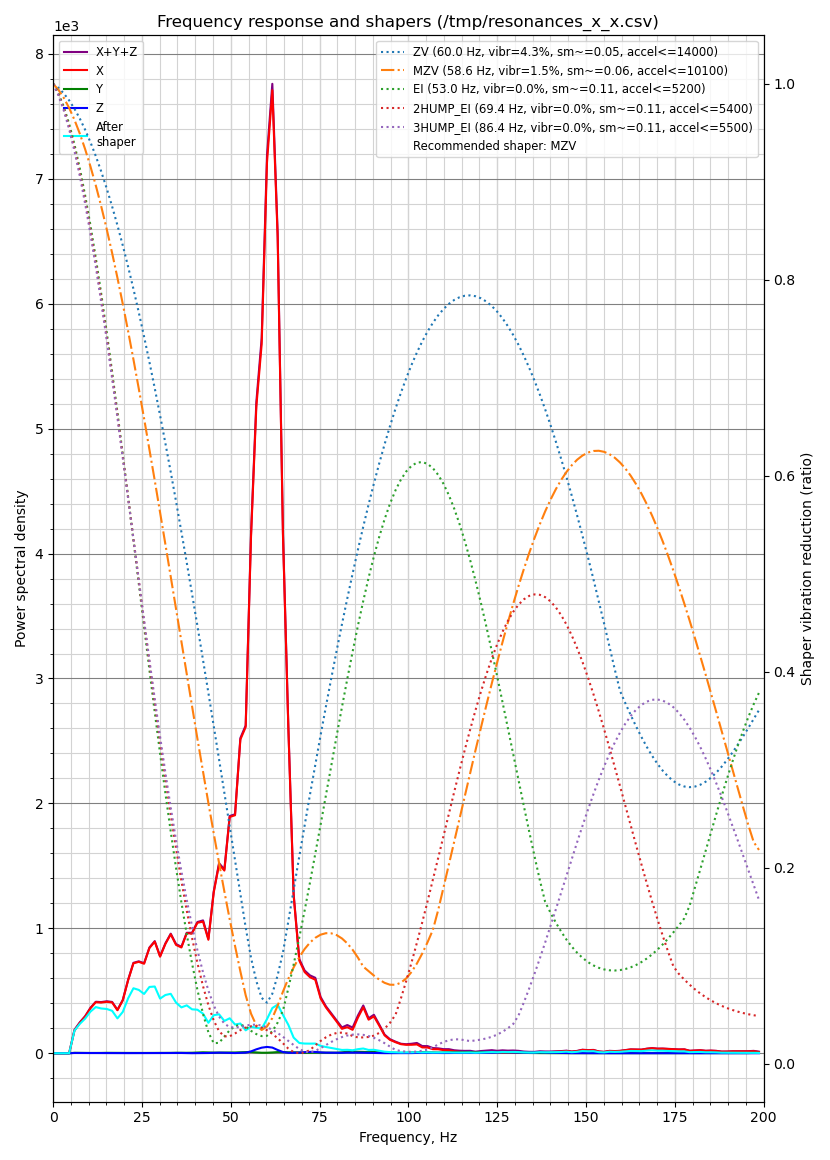 Frequency response and shapers (/tmp/resonances_x_x.csv)
1e3
X+Y+Z
X
Y
Z
After
shaper
ZV (60.0 Hz, vibr=4.3%, sm~=0.05, accel<=14000)
MZV (58.6 Hz, vibr=1.5%, sm~=0.06, accel<=10100)
EI (53.0 Hz, vibr=0.0%, sm~=0.11, accel<=5200)
2HUMP_EI (69.4 Hz, vibr=0.0%, sm~=0.11, accel<=5400)
3HUMP_EI (86.4 Hz, vibr=0.0%, sm~=0.11, accel<=5500)
Recommended shaper: MZV
8
7
6
5
4
3
2
1
0
Power spectral density
1.0
0.8
0.6
0.4
0.2
0.0
Shaper vibration reduction (ratio)
0 25 50 75 100 125 150 175 200
Frequency, Hz